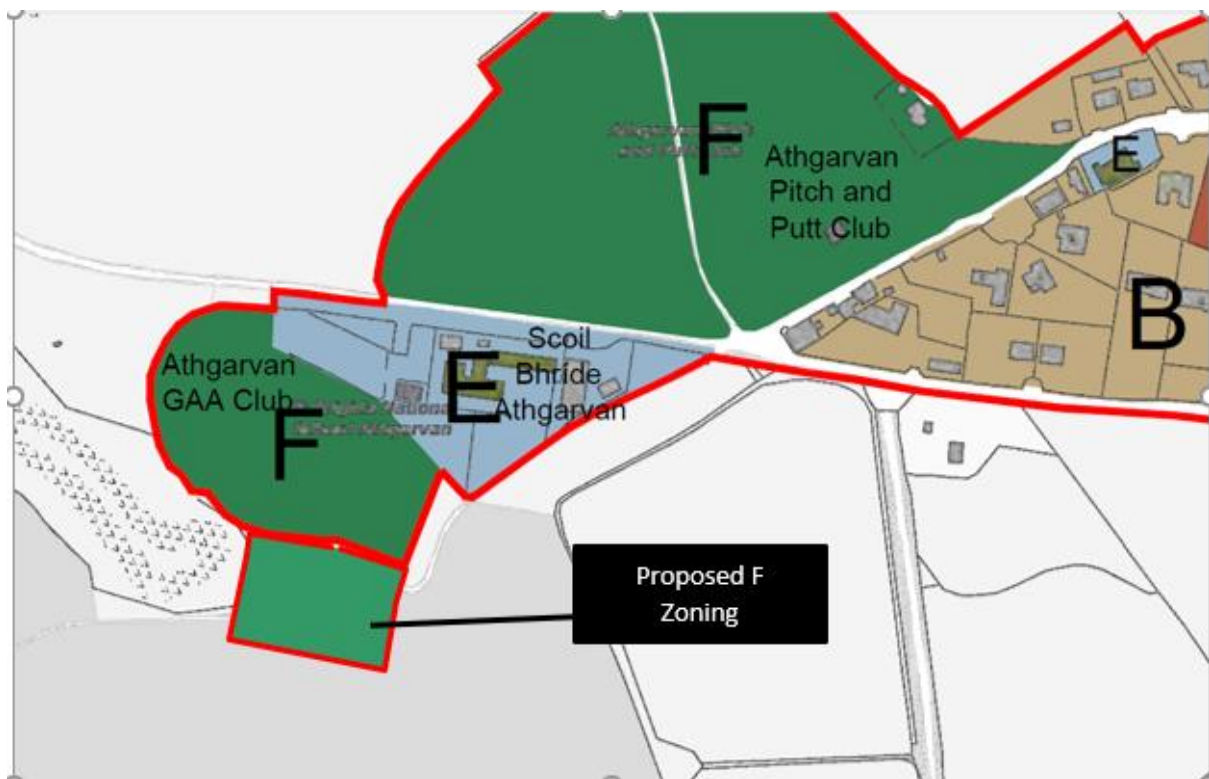 F
Athgarvan
Pitch and
Putt Club
E
B
Athgarvan
GAA Club
F
E
Scoil
Bhríde
Athgarvan
Proposed F
Zoning